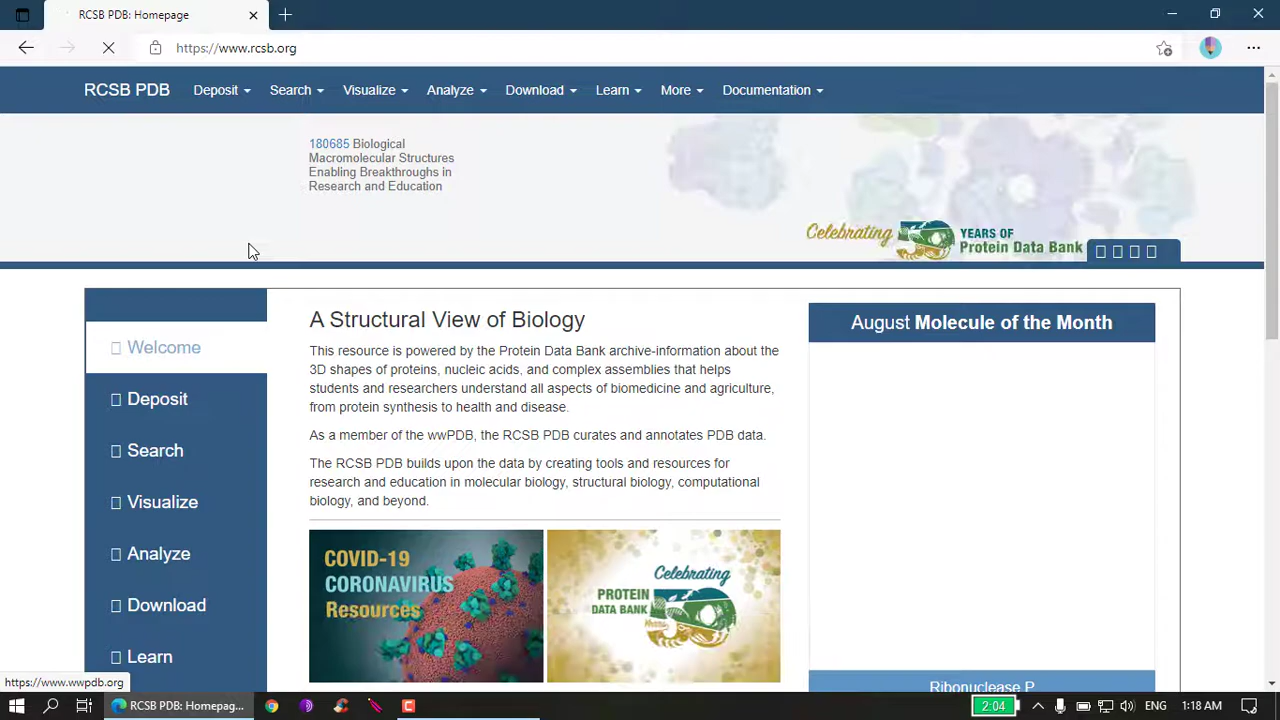 RCSB PDB: Homepage
https://www.rcsb.org
RCSB PDB Deposit Search Visualize Analyze Download Learn More Documentation
180685 Biological
Macromolecular Structures
Enabling Breakthroughs in
Research and Education
Celebrating YEARS OF
Protein Data Bank
Welcome
Deposit
Search
Visualize
Analyze
Download
Learn
A Structural View of Biology
This resource is powered by the Protein Data Bank archive-information about the
3D shapes of proteins, nucleic acids, and complex assemblies that helps
students and researchers understand all aspects of biomedicine and agriculture,
from protein synthesis to health and disease.
As a member of the wwPDB, the RCSB PDB curates and annotates PDB data.
The RCSB PDB builds upon the data by creating tools and resources for
research and education in molecular biology, structural biology, computational
biology, and beyond.
COVID-19
CORONAVIRUS
Resources
Celebrating
PROTEIN
DATA BANK
August Molecule of the Month
Ribonuclease P
https://www.wwpdb.org
RCSB PDB: Homepag...
2:04
ENG
1:18 AM